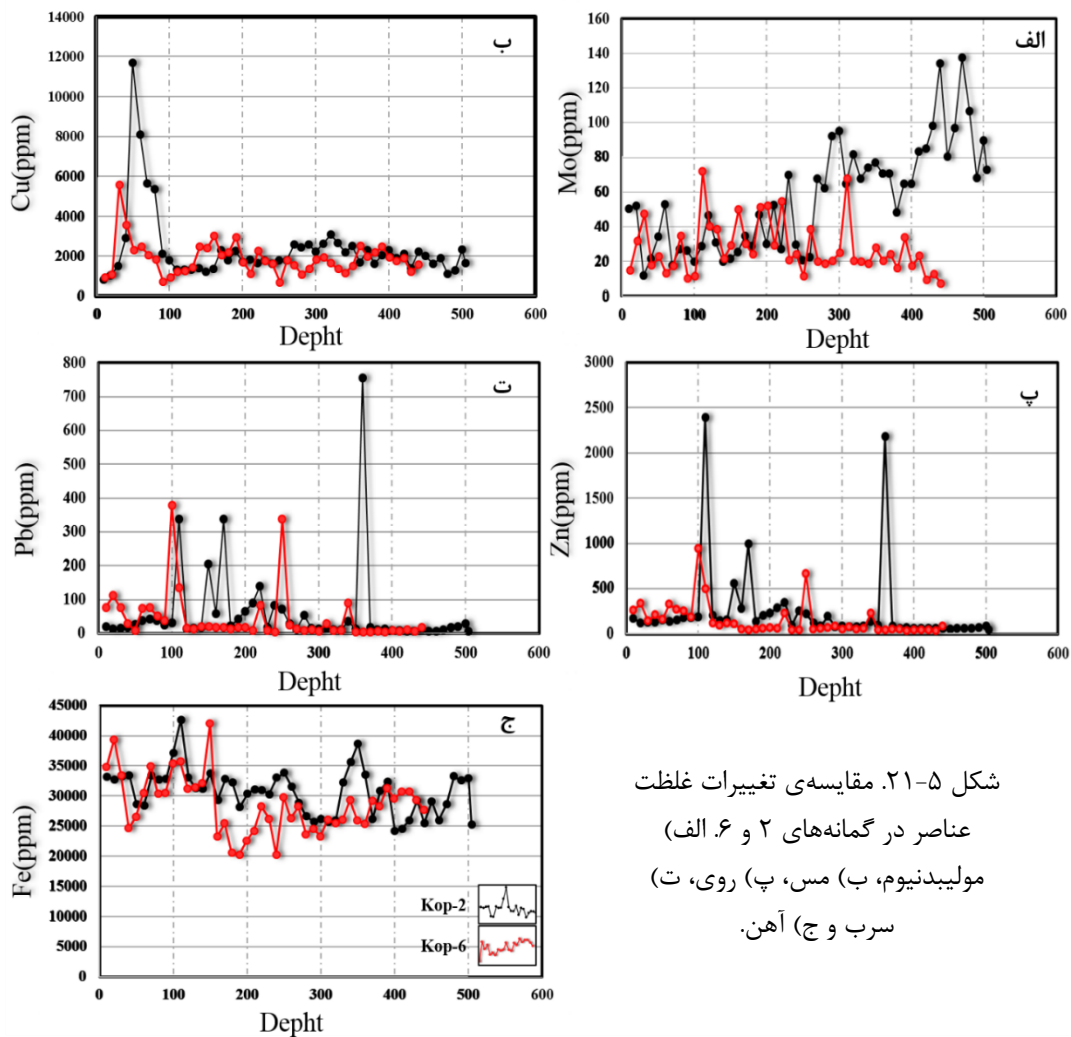 ب
Cu(ppm)
14000
12000
10000
8000
6000
4000
2000
0
0 100 200 300 400 500 600
Depht
الف
Mo(ppm)
160
140
120
100
80
60
40
20
0
0 100 200 300 400 500 600
Depht
ت
Pb(ppm)
800
700
600
500
400
300
200
100
0
0 100 200 300 400 500 600
Depht
پ
Zn(ppm)
3000
2500
2000
1500
1000
500
0
0 100 200 300 400 500 600
Depht
ج
Fe(ppm)
45000
40000
35000
30000
25000
20000
15000
10000
5000
0
0 100 200 300 400 500 600
Depht
Kop-2
Kop-6
شکل ۵-۲۱. مقایسه‌ی تغییرات غلظت
عناصر در گمانه‌های ۲ و ۶. الف)
مولیبدنیوم، ب) مس، پ) روی، ت)
سرب و ج) آهن.